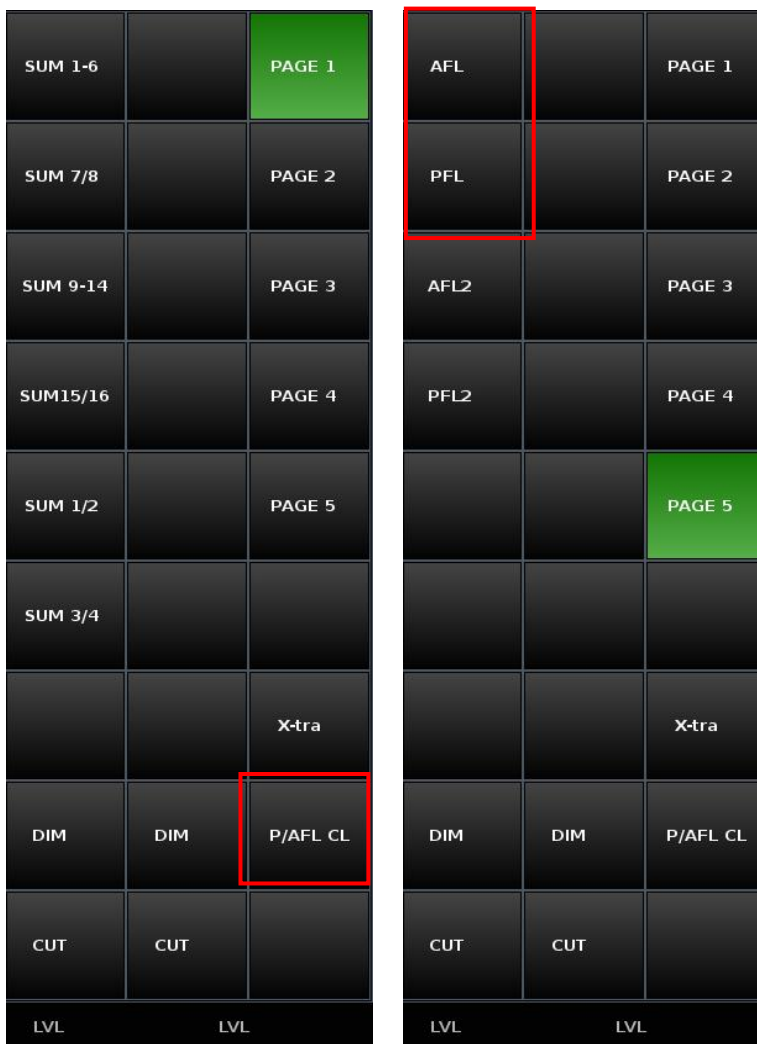 SUM 1-6 PAGE 1
SUM 7/8 PAGE 2
SUM 9-14 PAGE 3
SUM15/16 PAGE 4
SUM 1/2 PAGE 5
SUM 3/4
X-tra
DIM DIM P/AFL CL
CUT CUT
LVL LVL
AFL PAGE 1
PFL PAGE 2
AFL2 PAGE 3
PFL2 PAGE 4
PAGE 5
X-tra
DIM DIM P/AFL CL
CUT CUT
LVL LVL